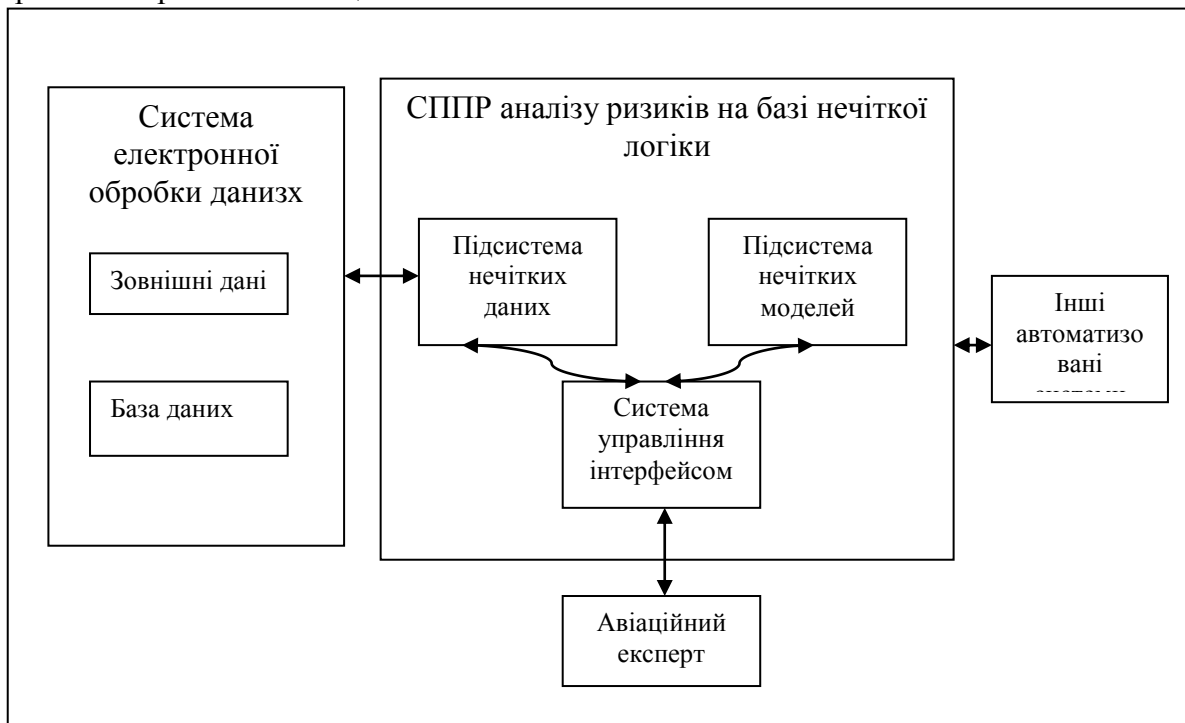 Система
електронної
обробки данизх
Зовнішні дані
База даних
СППР аналізу ризиків на базі нечіткої
логіки
Підсистема
нечітких
даних
Підсистема
нечітких
моделей
Система
управління
інтерфейсом
Авіаційний
експерт
Інші
автоматизо
вані